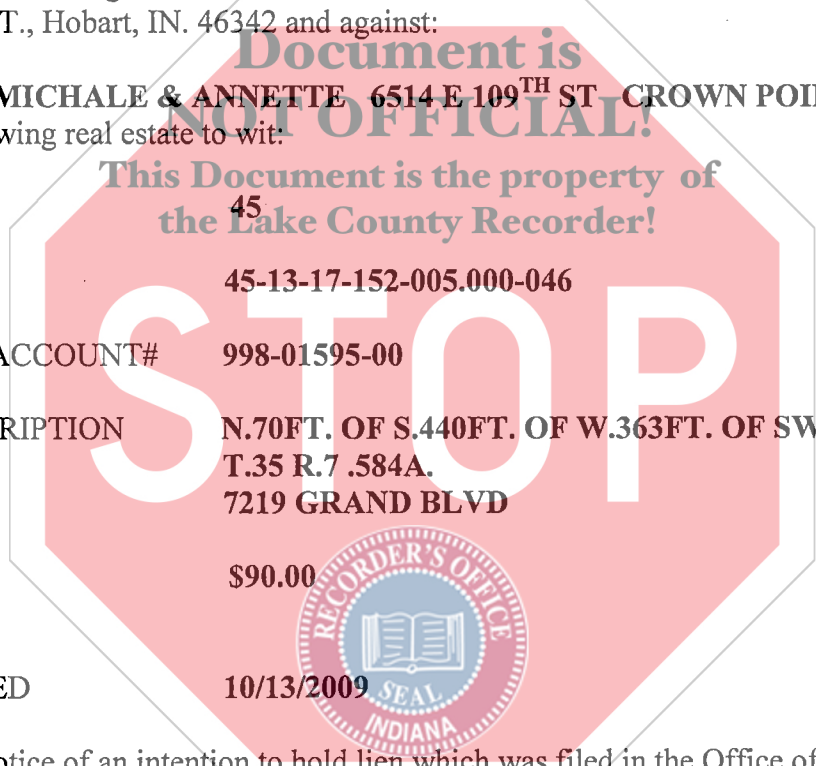 T., Hobart, IN. 46342 and against:
Document is
MICHALE & ANNETTE 6514 E 109TH ST CROWN POI
NOT OFFICIAL!
wing real estate to wit:
This Document is the property of
45
the Lake County Recorder!
45-13-17-152-005.000-046
STOP
ACCOUNT# 998-01595-00
RIPTION N.70FT. OF S.440FT. OF W.363FT. OF SW
T.35 R.7 .584A.
7219 GRAND BLVD
$90.00
RECORDER'S OFFICE
ED 10/13/2009
SEAL
INDIANA
otice of an intention to hold lien which was filed in the Office of